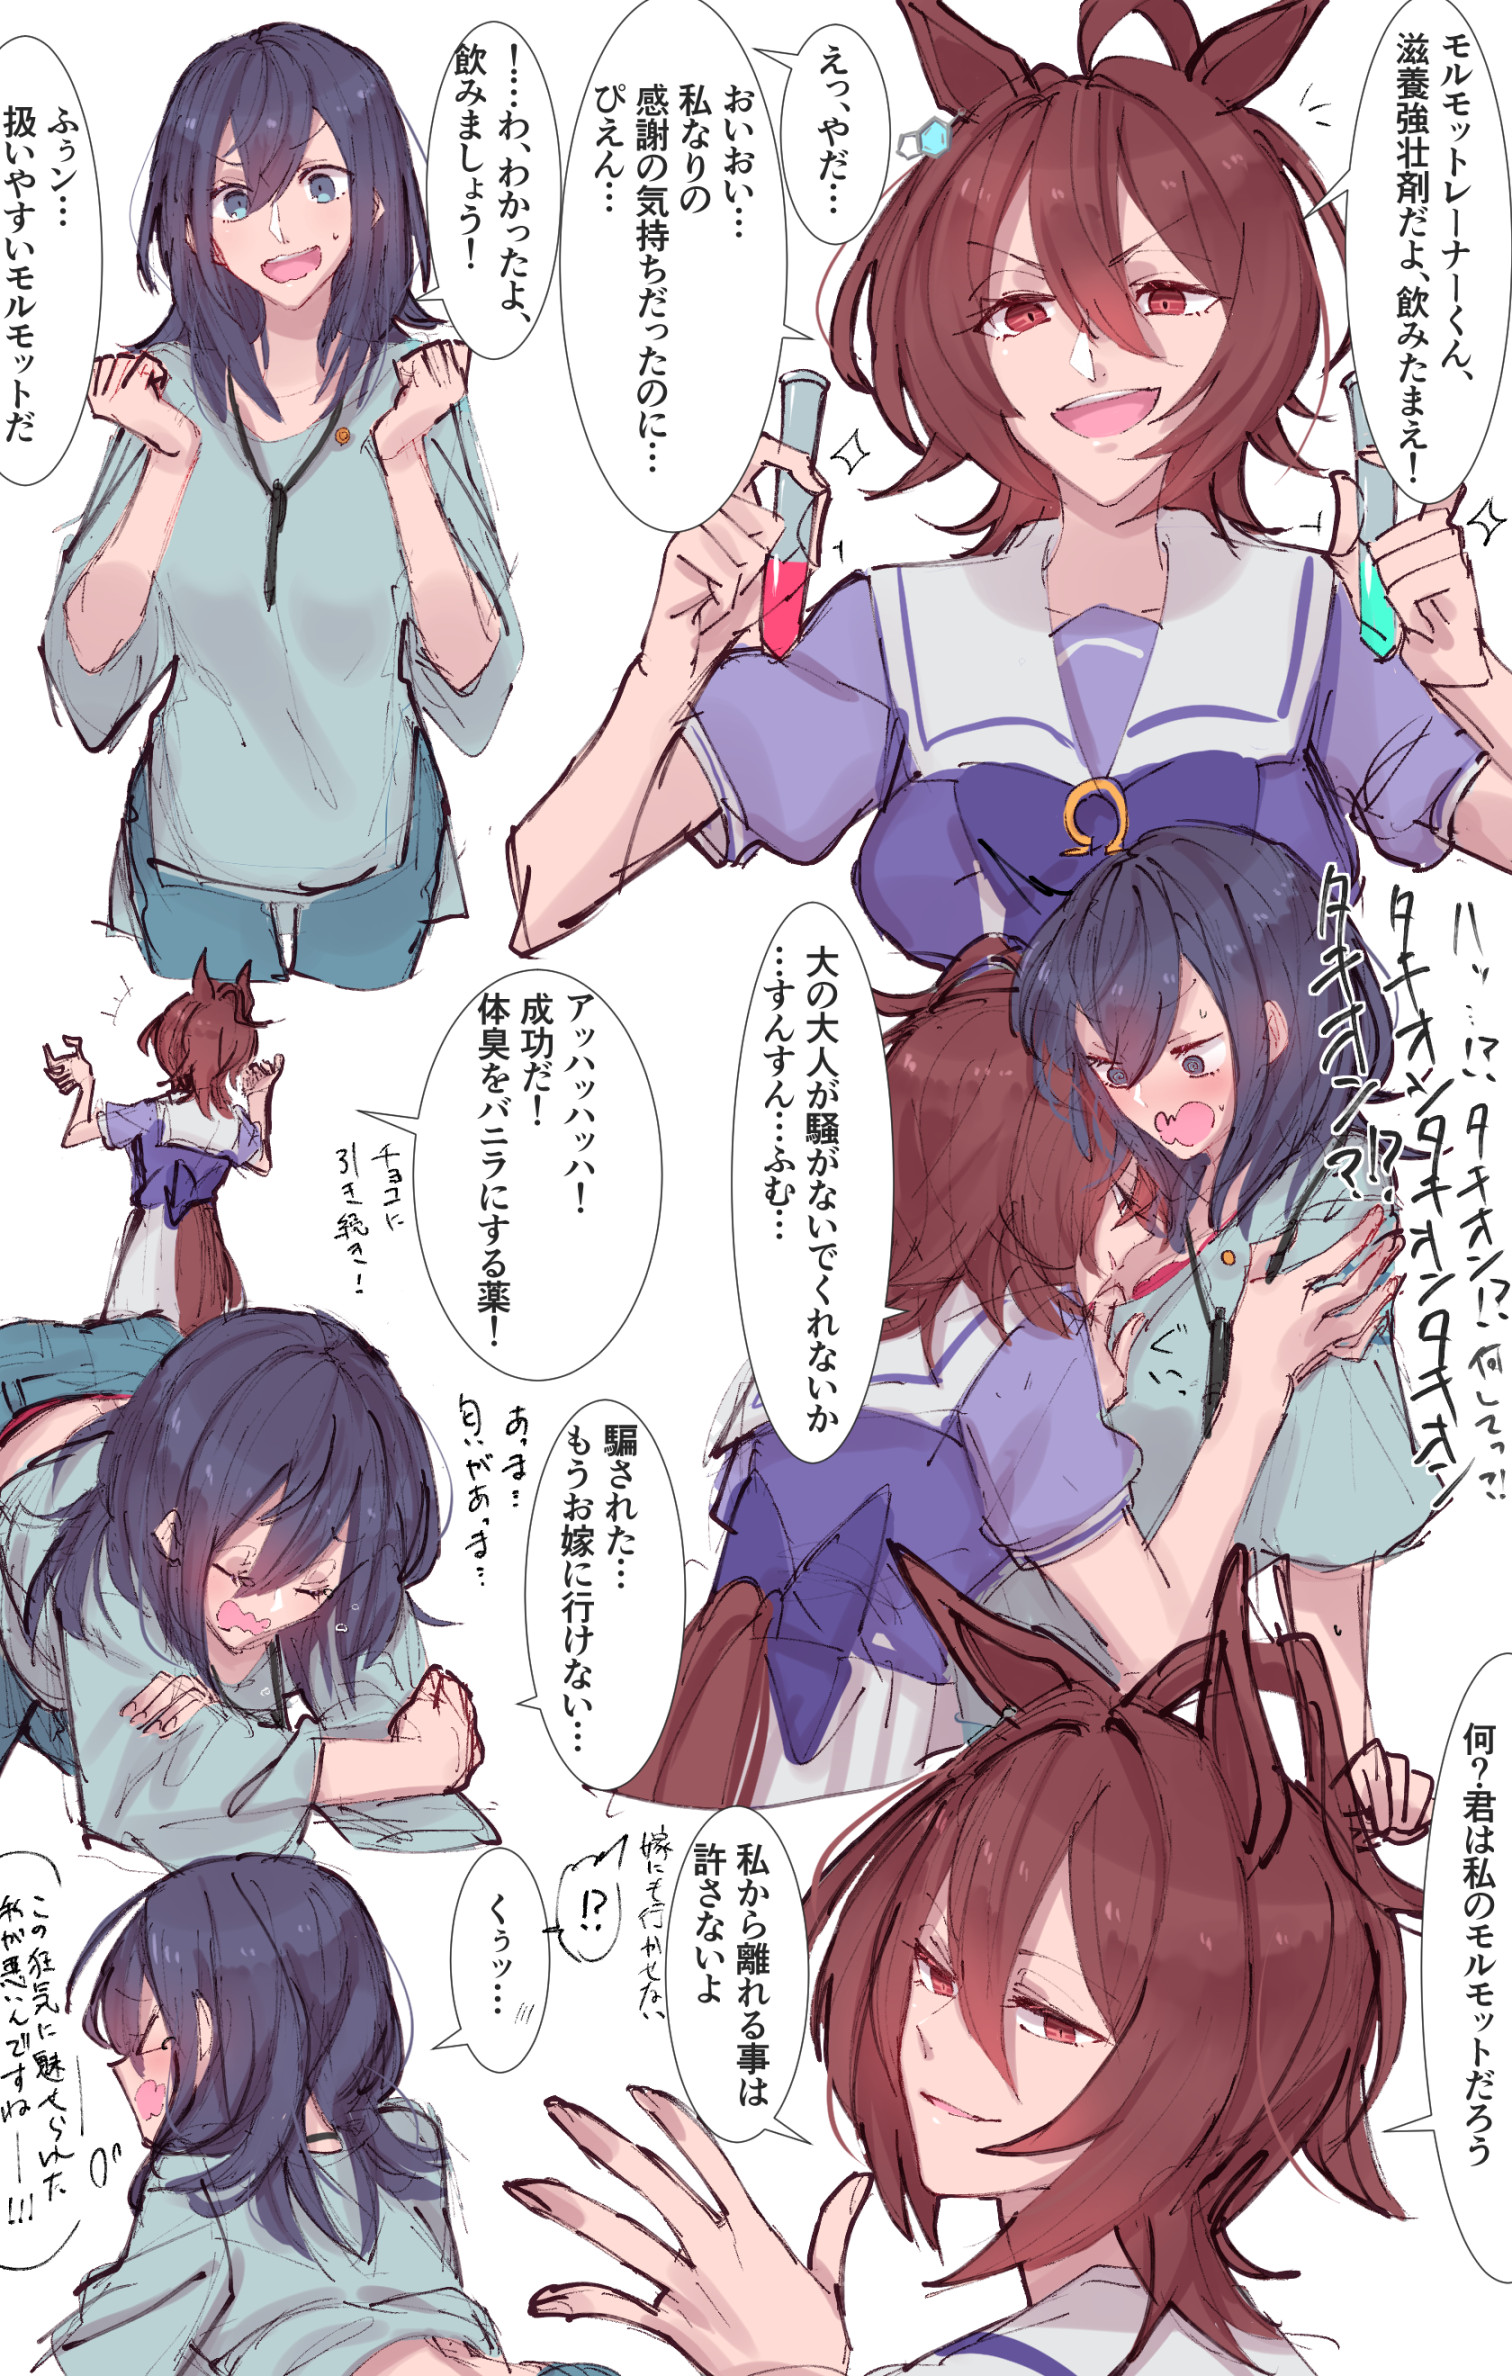 モルモットレーナーくん、
滋養強壮剤だよ、飲みたまえ！
えっ、やだ…
おいおい…
私なりの
感謝の気持ちだったのに…
ぴえん…
！…わ、わかったよ、
飲みましょう！
ふぅン…
扱いやすいモルモットだ
ハッ…!?タキオン!?何してっ?!
タキオンタキオンタキオン
タキオン!?
ぐいっ
大の大人が騒がないでくれないか
…すんすん…ふむ…
アッハッハッハ！
成功だ！
体臭をバニラにする薬！
チョコに
引き続き！
あっま…
匂いがあっま…
騙された…
もうお嫁に行けない…
何？君は私のモルモットだろう
私から離れる事は
許さないよ
嫁にも行かせない
!?
くぅッ…
この狂気に魅せられた
私が悪いんですね――!!!